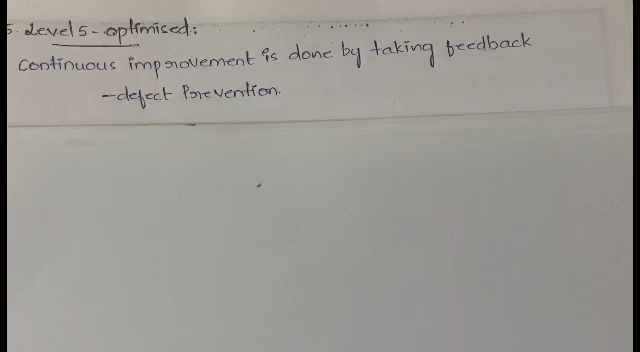 5. Level 5 - optimised:
Continuous improvement is done by taking feedback
- defect Prevention.